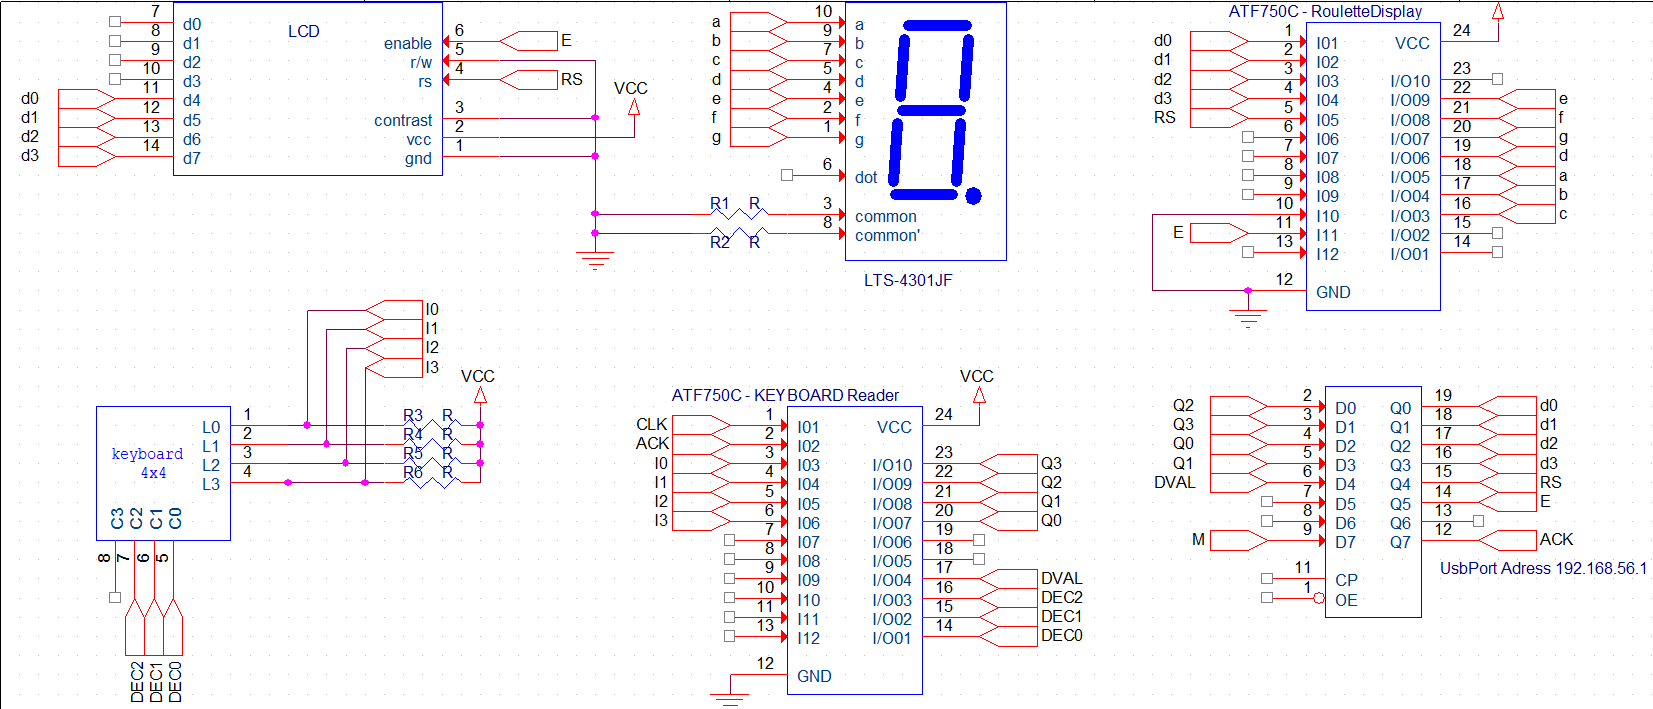 LCD
7 d0
8 d1
9 d2
10 d3
d0 11 d4
d1 12 d5
d2 13 d6
d3 14 d7
enable 6 E
r/w 5
rs 4 RS
contrast 3
vcc 2
gnd 1
VCC
a 10 a
b 9 b
c 7 c
d 5 d
e 4 e
f 2 f
g 1 g
6 dot
R1 R 3 common
R2 R 8 common'
LTS-4301JF
ATF750C - RouletteDisplay
d0 1 I01 VCC 24
d1 2 I02
d2 3 I03 I/O10 23
d3 4 I04 I/O09 22 e
RS 5 I05 I/O08 21 f
6 I06 I/O07 20 g
7 I07 I/O06 19 d
8 I08 I/O05 18 a
9 I09 I/O04 17 b
10 I10 I/O03 16 c
E 11 I11 I/O02 15
13 I12 I/O01 14
12 GND
I0
I1
I2
I3
VCC
keyboard
4x4
L0 1 R3 R
L1 2 R4 R
L2 3 R5 R
L3 4 R6 R
C3 C2 C1 C0
8 7 6 5
DEC2 DEC1 DEC0
ATF750C - KEYBOARD Reader
VCC
CLK 1 I01 VCC 24
ACK 2 I02
I0 3 I03 I/O10 23 Q3
I1 4 I04 I/O09 22 Q2
I2 5 I05 I/O08 21 Q1
I3 6 I06 I/O07 20 Q0
7 I07 I/O06 19
8 I08 I/O05 18
9 I09 I/O04 17 DVAL
10 I10 I/O03 16 DEC2
11 I11 I/O02 15 DEC1
13 I12 I/O01 14 DEC0
12 GND
Q2 2 D0 Q0 19 d0
Q3 3 D1 Q1 18 d1
Q0 4 D2 Q2 17 d2
Q1 5 D3 Q3 16 d3
DVAL 6 D4 Q4 15 RS
7 D5 Q5 14 E
8 D6 Q6 13
M 9 D7 Q7 12 ACK
11 CP
1 OE
UsbPort Adress 192.168.56.1